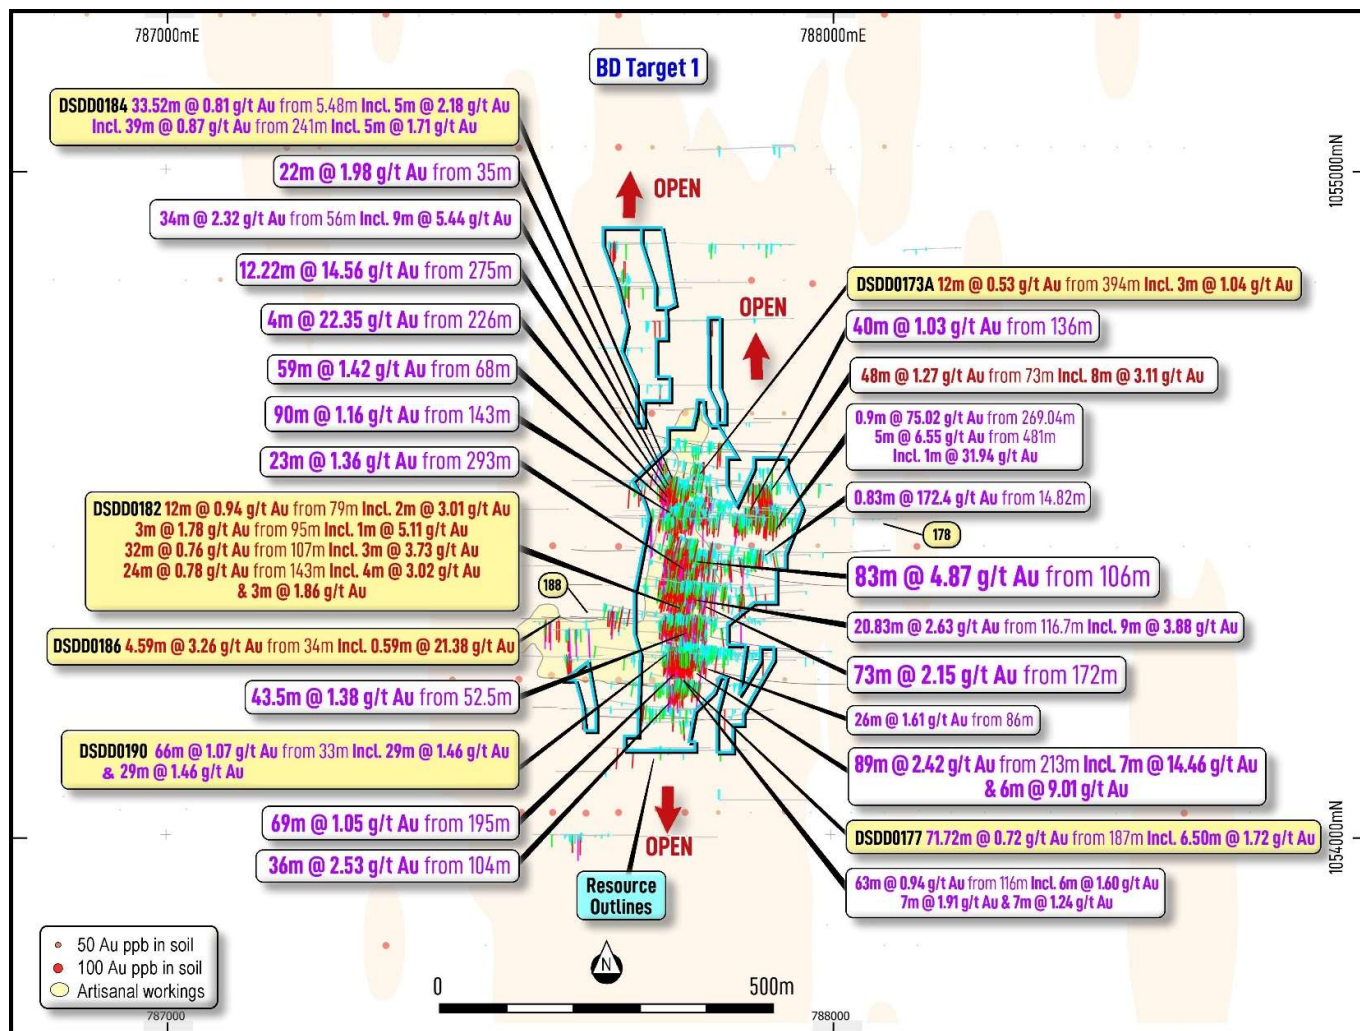 787000mE
788000mE
BD Target 1
DSDD0184 33.52m @ 0.81 g/t Au from 5.48m Incl. 5m @ 2.18 g/t Au
Incl. 39m @ 0.87 g/t Au from 241m Incl. 5m @ 1.71 g/t Au
22m @ 1.98 g/t Au from 35m
34m @ 2.32 g/t Au from 56m Incl. 9m @ 5.44 g/t Au
12.22m @ 14.56 g/t Au from 275m
4m @ 22.35 g/t Au from 226m
59m @ 1.42 g/t Au from 68m
90m @ 1.16 g/t Au from 143m
23m @ 1.36 g/t Au from 293m
DSDD0182 12m @ 0.94 g/t Au from 79m Incl. 2m @ 3.01 g/t Au
3m @ 1.78 g/t Au from 95m Incl. 1m @ 5.11 g/t Au
32m @ 0.76 g/t Au from 107m Incl. 3m @ 3.73 g/t Au
24m @ 0.78 g/t Au from 143m Incl. 4m @ 3.02 g/t Au
& 3m @ 1.86 g/t Au
188
DSDD0186 4.59m @ 3.26 g/t Au from 34m Incl. 0.59m @ 21.38 g/t Au
43.5m @ 1.38 g/t Au from 52.5m
DSDD0190 66m @ 1.07 g/t Au from 33m Incl. 29m @ 1.46 g/t Au
& 29m @ 1.46 g/t Au
69m @ 1.05 g/t Au from 195m
36m @ 2.53 g/t Au from 104m
OPEN
OPEN
OPEN
1055000mN
1054000mN
DSDD0173A 12m @ 0.53 g/t Au from 394m Incl. 3m @ 1.04 g/t Au
40m @ 1.03 g/t Au from 136m
48m @ 1.27 g/t Au from 73m Incl. 8m @ 3.11 g/t Au
0.9m @ 75.02 g/t Au from 269.04m
5m @ 6.55 g/t Au from 481m
Incl. 1m @ 31.94 g/t Au
0.83m @ 172.4 g/t Au from 14.82m
178
83m @ 4.87 g/t Au from 106m
20.83m @ 2.63 g/t Au from 116.7m Incl. 9m @ 3.88 g/t Au
73m @ 2.15 g/t Au from 172m
26m @ 1.61 g/t Au from 86m
89m @ 2.42 g/t Au from 213m Incl. 7m @ 14.46 g/t Au
& 6m @ 9.01 g/t Au
DSDD0177 71.72m @ 0.72 g/t Au from 187m Incl. 6.50m @ 1.72 g/t Au
63m @ 0.94 g/t Au from 116m Incl. 6m @ 1.60 g/t Au
7m @ 1.91 g/t Au & 7m @ 1.24 g/t Au
Resource
Outlines
50 Au ppb in soil
100 Au ppb in soil
Artisanal workings
N
0
500m
787000
788000